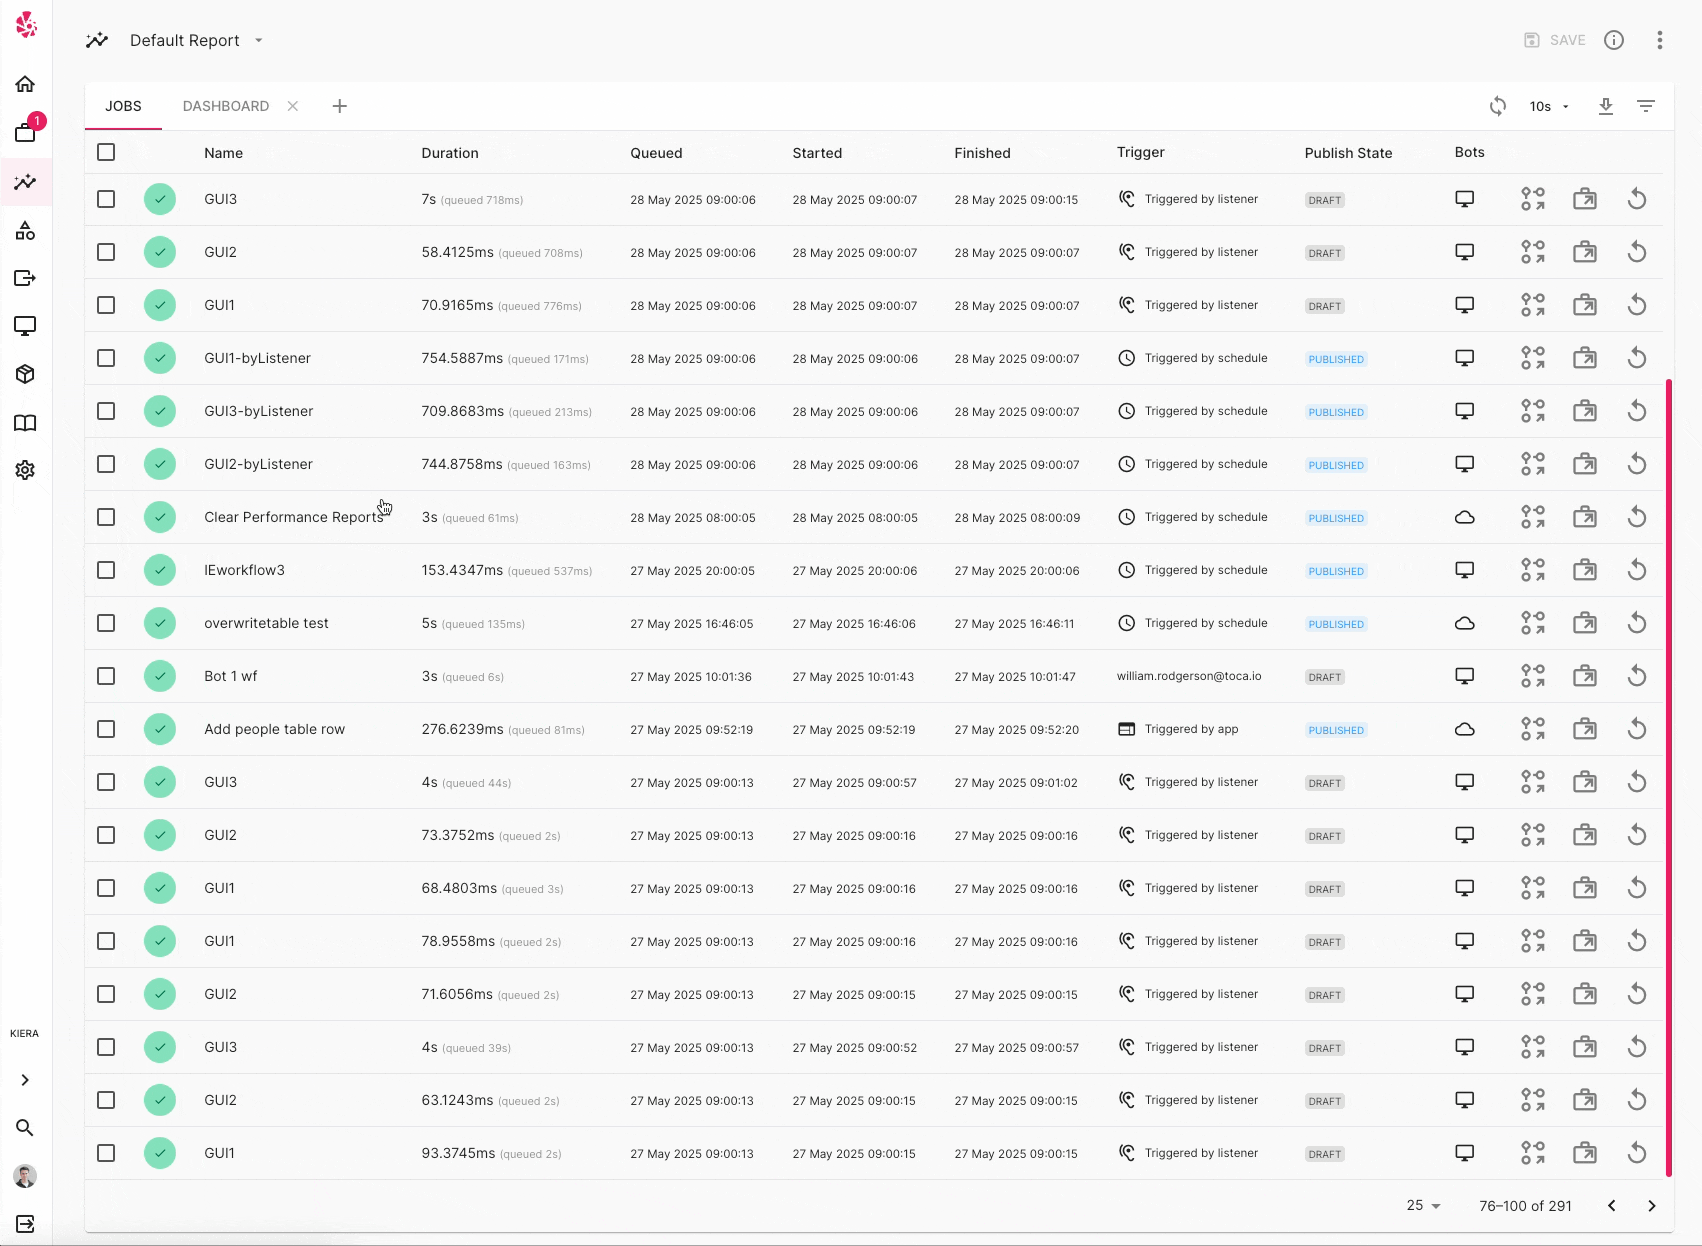 Default Report
SAVE
1
JOBS DASHBOARD 10s
Name Duration Queued Started Finished Trigger Publish State Bots
GUI3 7s (queued 718ms) 28 May 2025 09:00:06 28 May 2025 09:00:07 28 May 2025 09:00:15 Triggered by listener DRAFT
GUI2 58.4125ms (queued 708ms) 28 May 2025 09:00:06 28 May 2025 09:00:07 28 May 2025 09:00:07 Triggered by listener DRAFT
GUI1 70.9165ms (queued 776ms) 28 May 2025 09:00:06 28 May 2025 09:00:07 28 May 2025 09:00:07 Triggered by listener DRAFT
GUI1-byListener 754.5887ms (queued 171ms) 28 May 2025 09:00:06 28 May 2025 09:00:06 28 May 2025 09:00:07 Triggered by schedule PUBLISHED
GUI3-byListener 709.8683ms (queued 213ms) 28 May 2025 09:00:06 28 May 2025 09:00:06 28 May 2025 09:00:07 Triggered by schedule PUBLISHED
GUI2-byListener 744.8758ms (queued 163ms) 28 May 2025 09:00:06 28 May 2025 09:00:06 28 May 2025 09:00:07 Triggered by schedule PUBLISHED
Clear Performance Reports 3s (queued 61ms) 28 May 2025 08:00:05 28 May 2025 08:00:05 28 May 2025 08:00:09 Triggered by schedule PUBLISHED
IEworkflow3 153.4347ms (queued 537ms) 27 May 2025 20:00:05 27 May 2025 20:00:06 27 May 2025 20:00:06 Triggered by schedule PUBLISHED
overwritetable test 5s (queued 135ms) 27 May 2025 16:46:05 27 May 2025 16:46:06 27 May 2025 16:46:11 Triggered by schedule PUBLISHED
Bot 1 wf 3s (queued 6s) 27 May 2025 10:01:36 27 May 2025 10:01:43 27 May 2025 10:01:47 william.rodgerson@toca.io DRAFT
Add people table row 276.6239ms (queued 81ms) 27 May 2025 09:52:19 27 May 2025 09:52:19 27 May 2025 09:52:20 Triggered by app PUBLISHED
GUI3 4s (queued 44s) 27 May 2025 09:00:13 27 May 2025 09:00:57 27 May 2025 09:01:02 Triggered by listener DRAFT
GUI2 73.3752ms (queued 2s) 27 May 2025 09:00:13 27 May 2025 09:00:16 27 May 2025 09:00:16 Triggered by listener DRAFT
GUI1 68.4803ms (queued 3s) 27 May 2025 09:00:13 27 May 2025 09:00:16 27 May 2025 09:00:16 Triggered by listener DRAFT
GUI1 78.9558ms (queued 2s) 27 May 2025 09:00:13 27 May 2025 09:00:16 27 May 2025 09:00:16 Triggered by listener DRAFT
GUI2 71.6056ms (queued 2s) 27 May 2025 09:00:13 27 May 2025 09:00:15 27 May 2025 09:00:15 Triggered by listener DRAFT
GUI3 4s (queued 39s) 27 May 2025 09:00:13 27 May 2025 09:00:52 27 May 2025 09:00:57 Triggered by listener DRAFT
GUI2 63.1243ms (queued 2s) 27 May 2025 09:00:13 27 May 2025 09:00:15 27 May 2025 09:00:15 Triggered by listener DRAFT
GUI1 93.3745ms (queued 2s) 27 May 2025 09:00:13 27 May 2025 09:00:15 27 May 2025 09:00:15 Triggered by listener DRAFT
KIERA
25 76–100 of 291